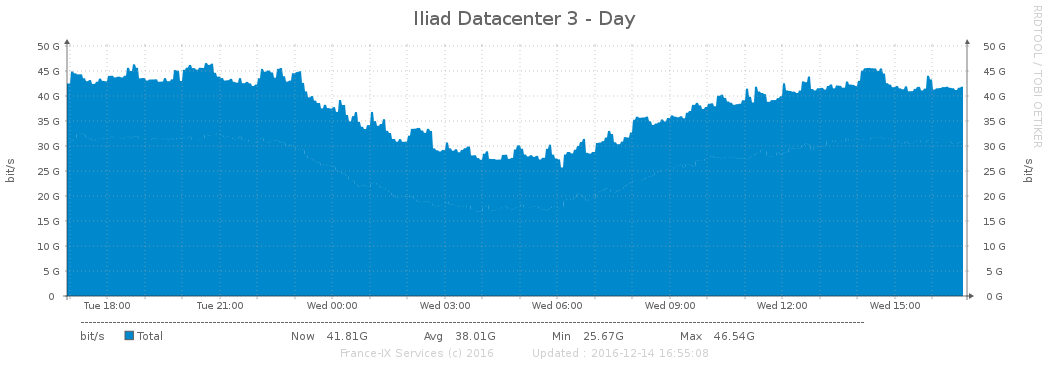 Iliad Datacenter 3 - Day
RRDTOOL / TOBI OETIKER
50 G 50 G
45 G 45 G
40 G 40 G
35 G 35 G
30 G 30 G
25 G 25 G
20 G 20 G
15 G 15 G
10 G 10 G
5 G 5 G
0 0 G
bit/s
bit/s
Tue 18:00 Tue 21:00 Wed 00:00 Wed 03:00 Wed 06:00 Wed 09:00 Wed 12:00 Wed 15:00
bit/s Total Now 41.81G Avg 38.01G Min 25.67G Max 46.54G
France-IX Services (c) 2016 Updated : 2016-12-14 16:55:08